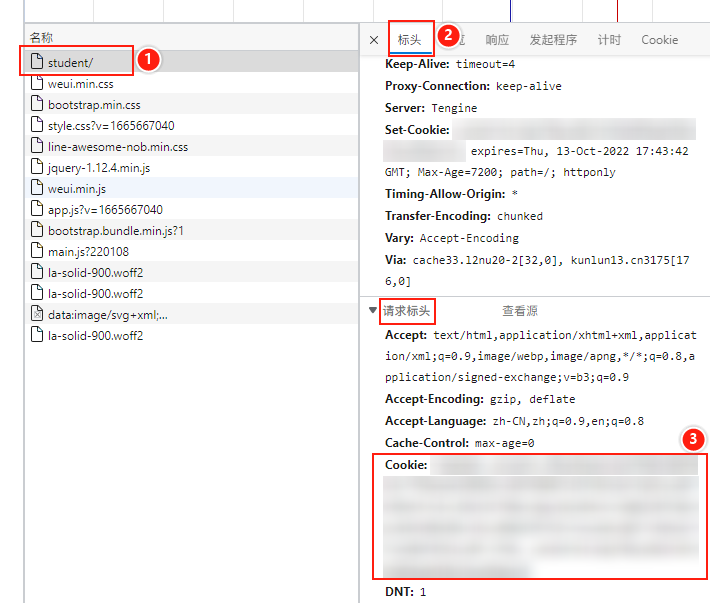 名称
student/
1
weui.min.css
bootstrap.min.css
style.css?v=1665667040
line-awesome-nob.min.css
jquery-1.12.4.min.js
weui.min.js
app.js?v=1665667040
bootstrap.bundle.min.js?1
main.js?220108
la-solid-900.woff2
la-solid-900.woff2
data:image/svg+xml;...
la-solid-900.woff2
× 标头 2 览 响应 发起程序 计时 Cookie
Keep-Alive: timeout=4
Proxy-Connection: keep-alive
Server: Tengine
Set-Cookie:
expires=Thu, 13-Oct-2022 17:43:42
GMT; Max-Age=7200; path=/; httponly
Timing-Allow-Origin: *
Transfer-Encoding: chunked
Vary: Accept-Encoding
Via: cache33.l2nu20-2[32,0], kunlun13.cn3175[17
6,0]
请求标头 查看源
Accept: text/html,application/xhtml+xml,applicat
ion/xml;q=0.9,image/webp,image/apng,*/*;q=0.8,a
pplication/signed-exchange;v=b3;q=0.9
Accept-Encoding: gzip, deflate
Accept-Language: zh-CN,zh;q=0.9,en;q=0.8
Cache-Control: max-age=0
3
Cookie:
DNT: 1